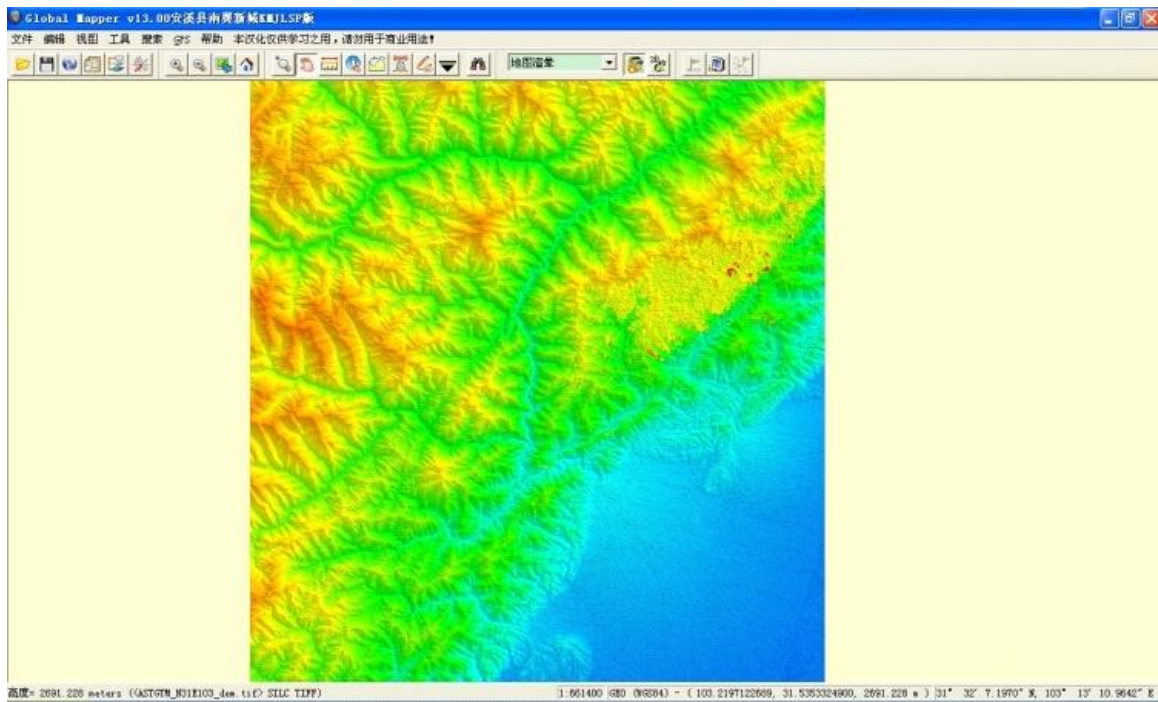 Global Mapper v13.00安溪县南翼新城KMJLSP版
文件 编辑 视图 工具 搜索 GPS 帮助 本汉化仅供学习之用,请勿用于商业用途!
地图渲染
高度= 2691.228 meters (ASTGTM_N31E103_dem.tif) SILC TIFF) 1:661400 GEO (WGS84) - ( 103.2197122689, 31.5353324900, 2691.228 m ) 31° 32' 7.1970" N, 103° 13' 10.9642" E